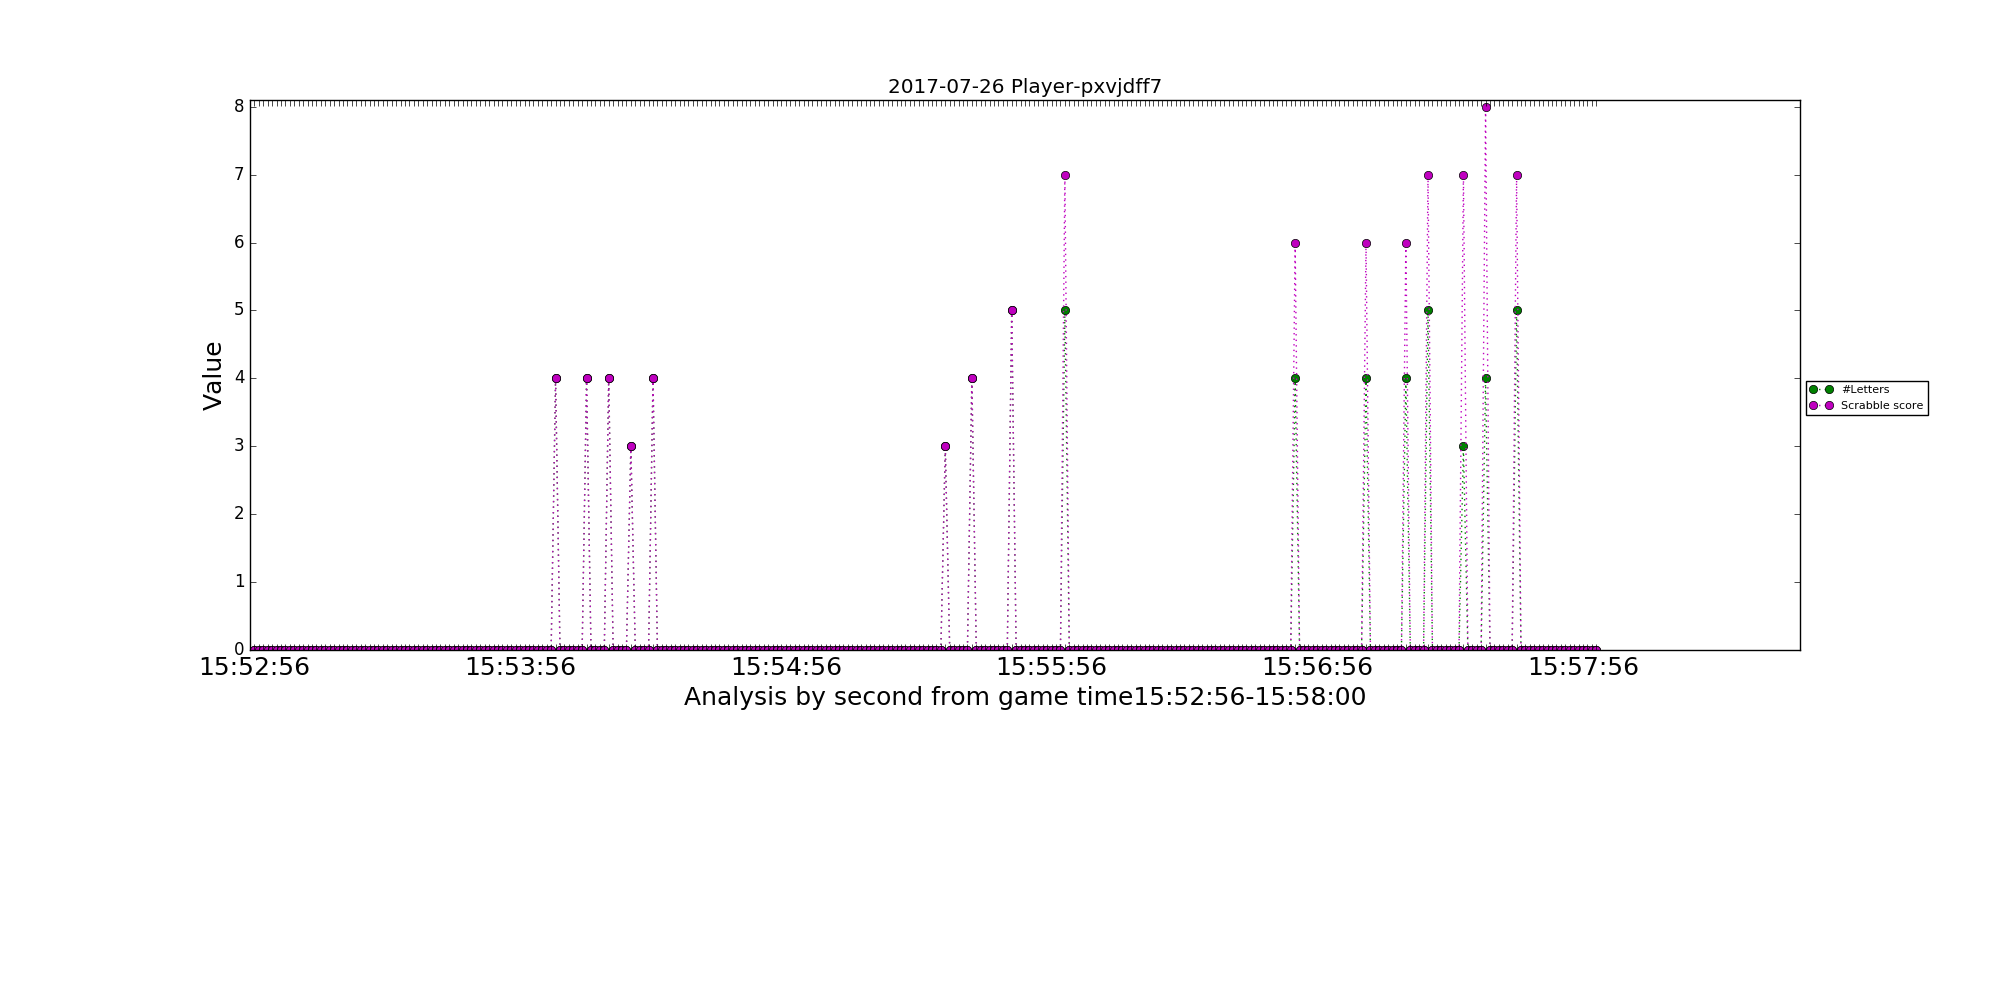 2017-07-26 Player-pxvjdff7
8
7
6
5
4
3
2
1
0
Value
#Letters
Scrabble score
15:52:56 15:53:56 15:54:56 15:55:56 15:56:56 15:57:56
Analysis by second from game time15:52:56-15:58:00